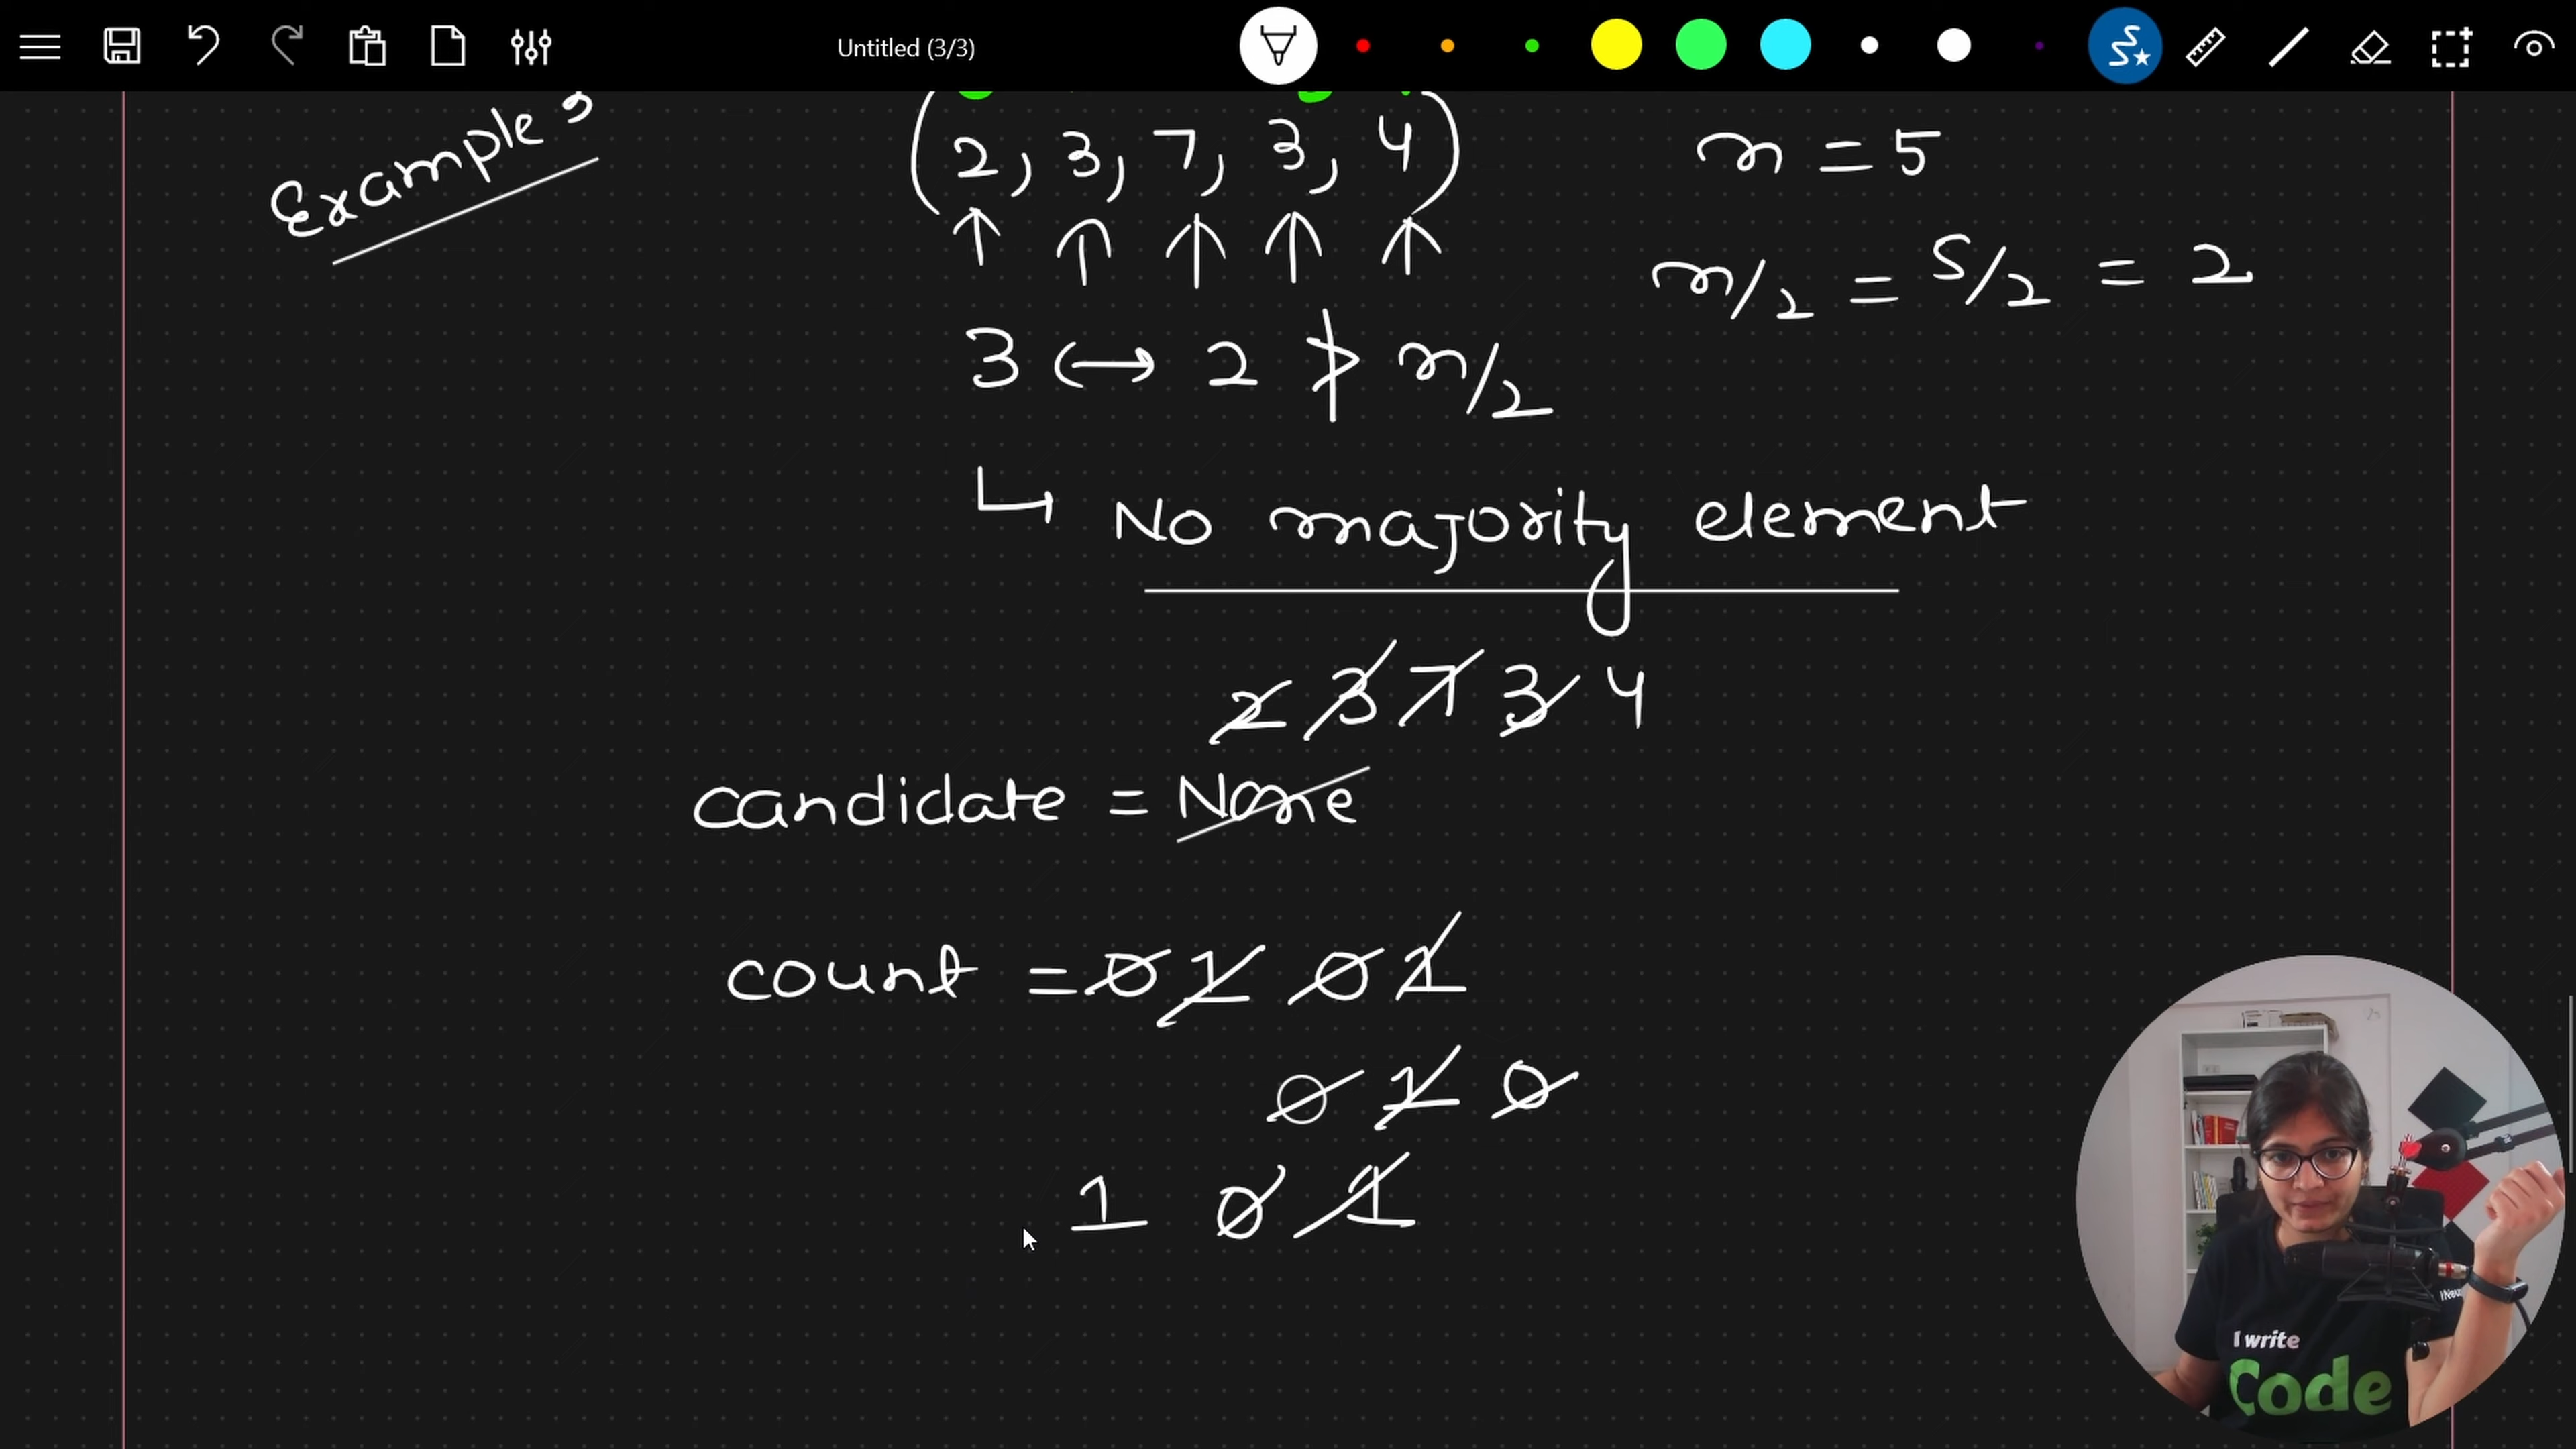 Untitled (3/3)
Examples
(2, 3, 7, 3, 4)
n = 5
↑ ↑ ↑ ↑ ↑
n/2 = 5/2 = 2
3 ↔ 2 ≯ n/2
↳ No majority element
2 3 7 3 4
candidate = None
count = 0 1 0 1
0 1 0
1 0 1
I write
Code